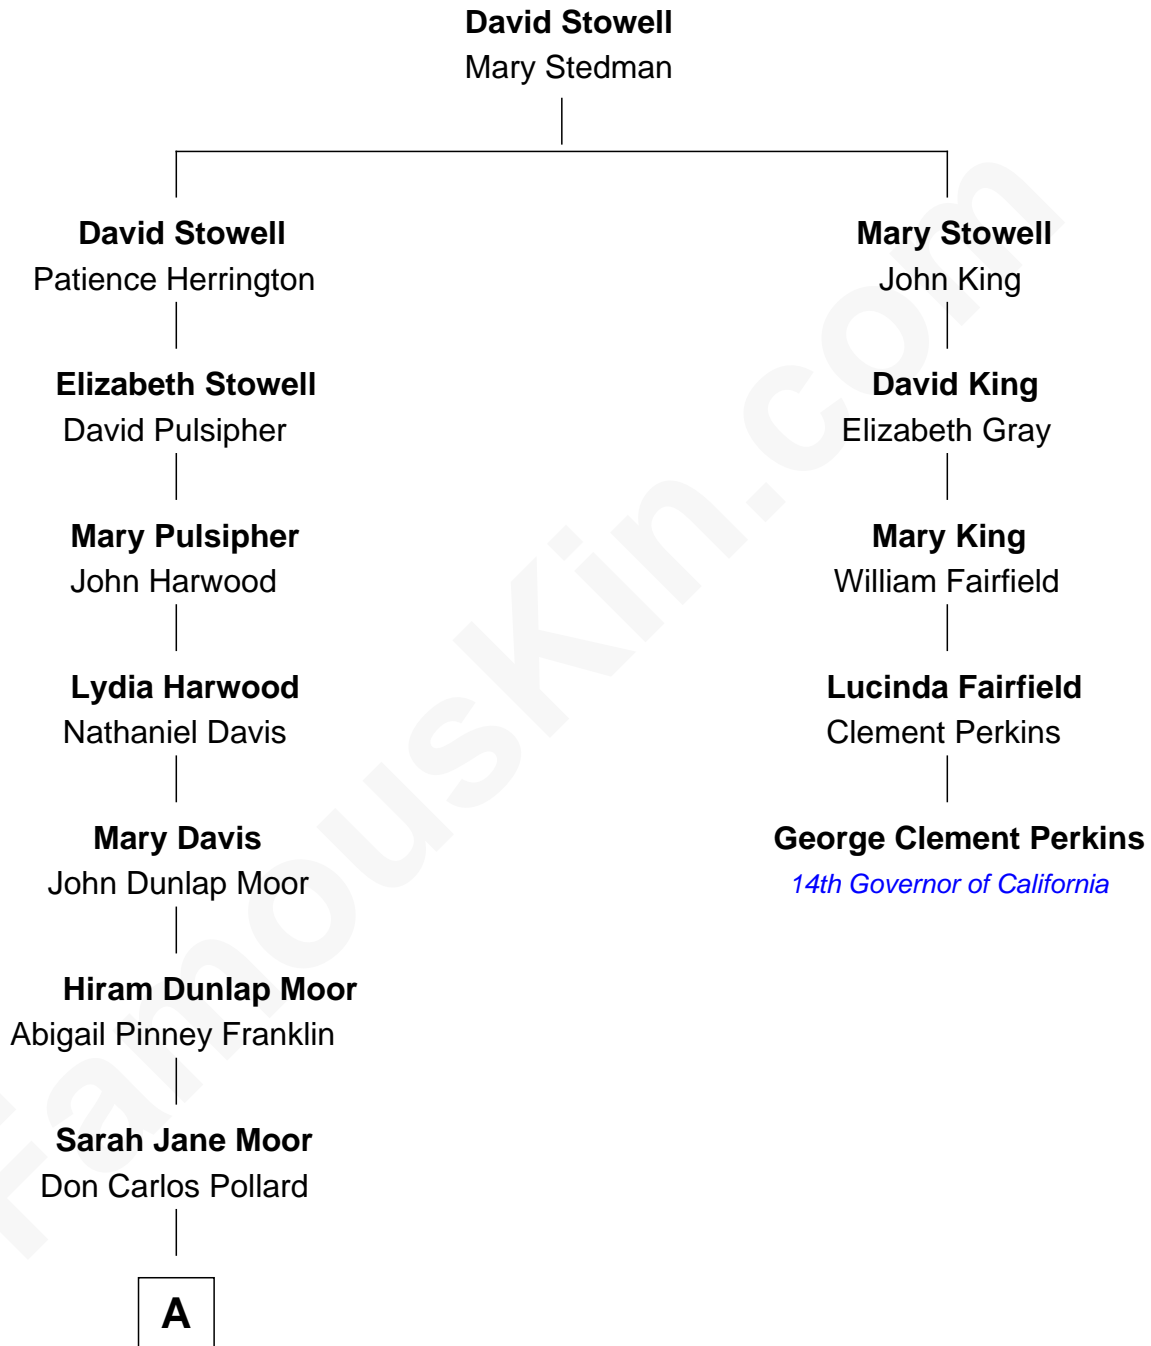 David Stowell
Mary Stedman
David Stowell
Patience Herrington
Mary Stowell
John King
Elizabeth Stowell
David Pulsipher
David King
Elizabeth Gray
Mary Pulsipher
John Harwood
Mary King
William Fairfield
Lydia Harwood
Nathaniel Davis
Lucinda Fairfield
Clement Perkins
Mary Davis
John Dunlap Moor
George Clement Perkins
14th Governor of California
Hiram Dunlap Moor
Abigail Pinney Franklin
Sarah Jane Moor
Don Carlos Pollard
A
FamousKin.com